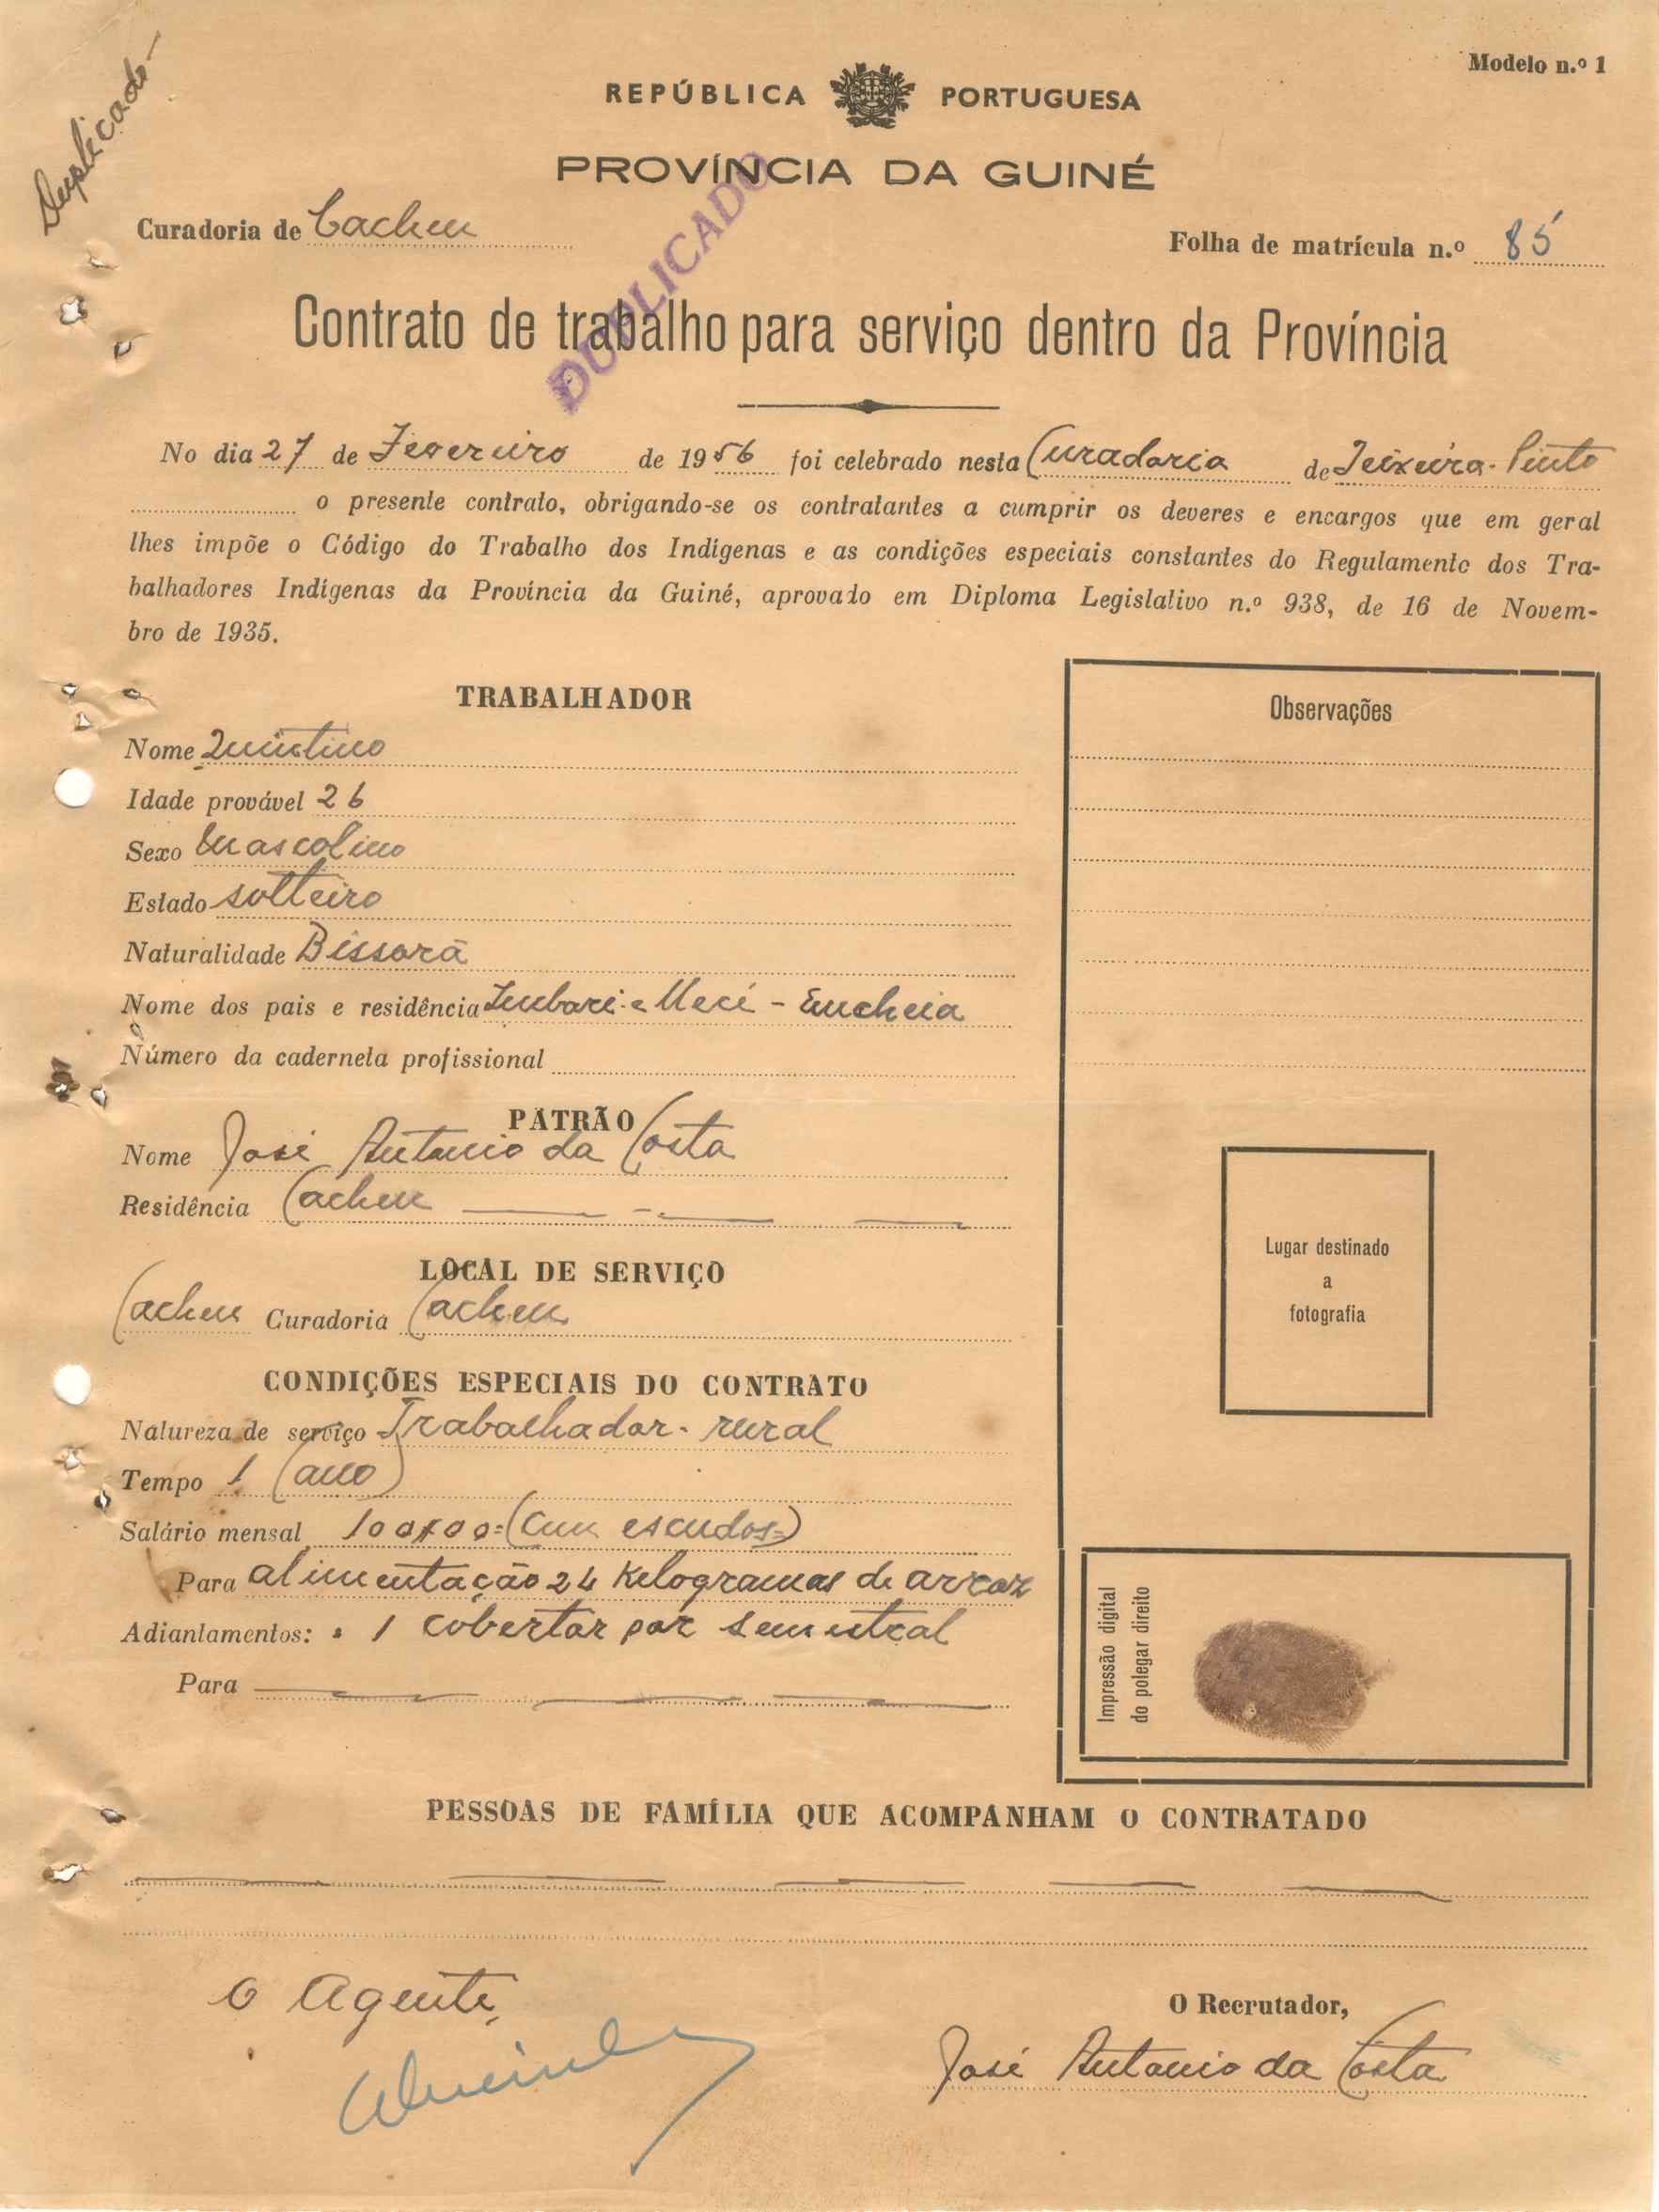 Duplicado-
Modelo n.º 1
REPÚBLICA PORTUGUESA
PROVÍNCIA DA GUINÉ
DUPLICADO
Curadoria de Cacheu
Folha de matrícula n.º 85
Contrato de trabalho para serviço dentro da Província
No dia 27 de Fevereiro de 1956 foi celebrado nesta Curadoria de Teixeira-Pinto
o presente contrato, obrigando-se os contratantes a cumprir os deveres e encargos que em geral
lhes impõe o Código do Trabalho dos Indígenas e as condições especiais constantes do Regulamento dos Tra-
balhadores Indígenas da Província da Guiné, aprovado em Diploma Legislativo n.º 938, de 16 de Novem-
bro de 1935.
TRABALHADOR
Nome Quintino
Idade provável 26
Sexo Mascolino
Estado solteiro
Naturalidade Bissorã
Nome dos pais e residência e - Encheia
Número da caderneta profissional
PATRÃO
Nome José Antonio da Costa
Residência Cacheu
LOCAL DE SERVIÇO
Cacheu Curadoria Cacheu
CONDIÇÕES ESPECIAIS DO CONTRATO
Natureza de serviço Trabalhador-rural
Tempo 1 (ano)
Salário mensal 100$00=(Cem escudos=)
Para alimentação 24 Kilogramas de arroz
Adiantamentos: 1 cobertor por semestral
Para
Observações
Lugar destinado
a
fotografia
Impressão digital
do polegar direito
PESSOAS DE FAMÍLIA QUE ACOMPANHAM O CONTRATADO
O Agente,
O Recrutador,
José Antonio da Costa